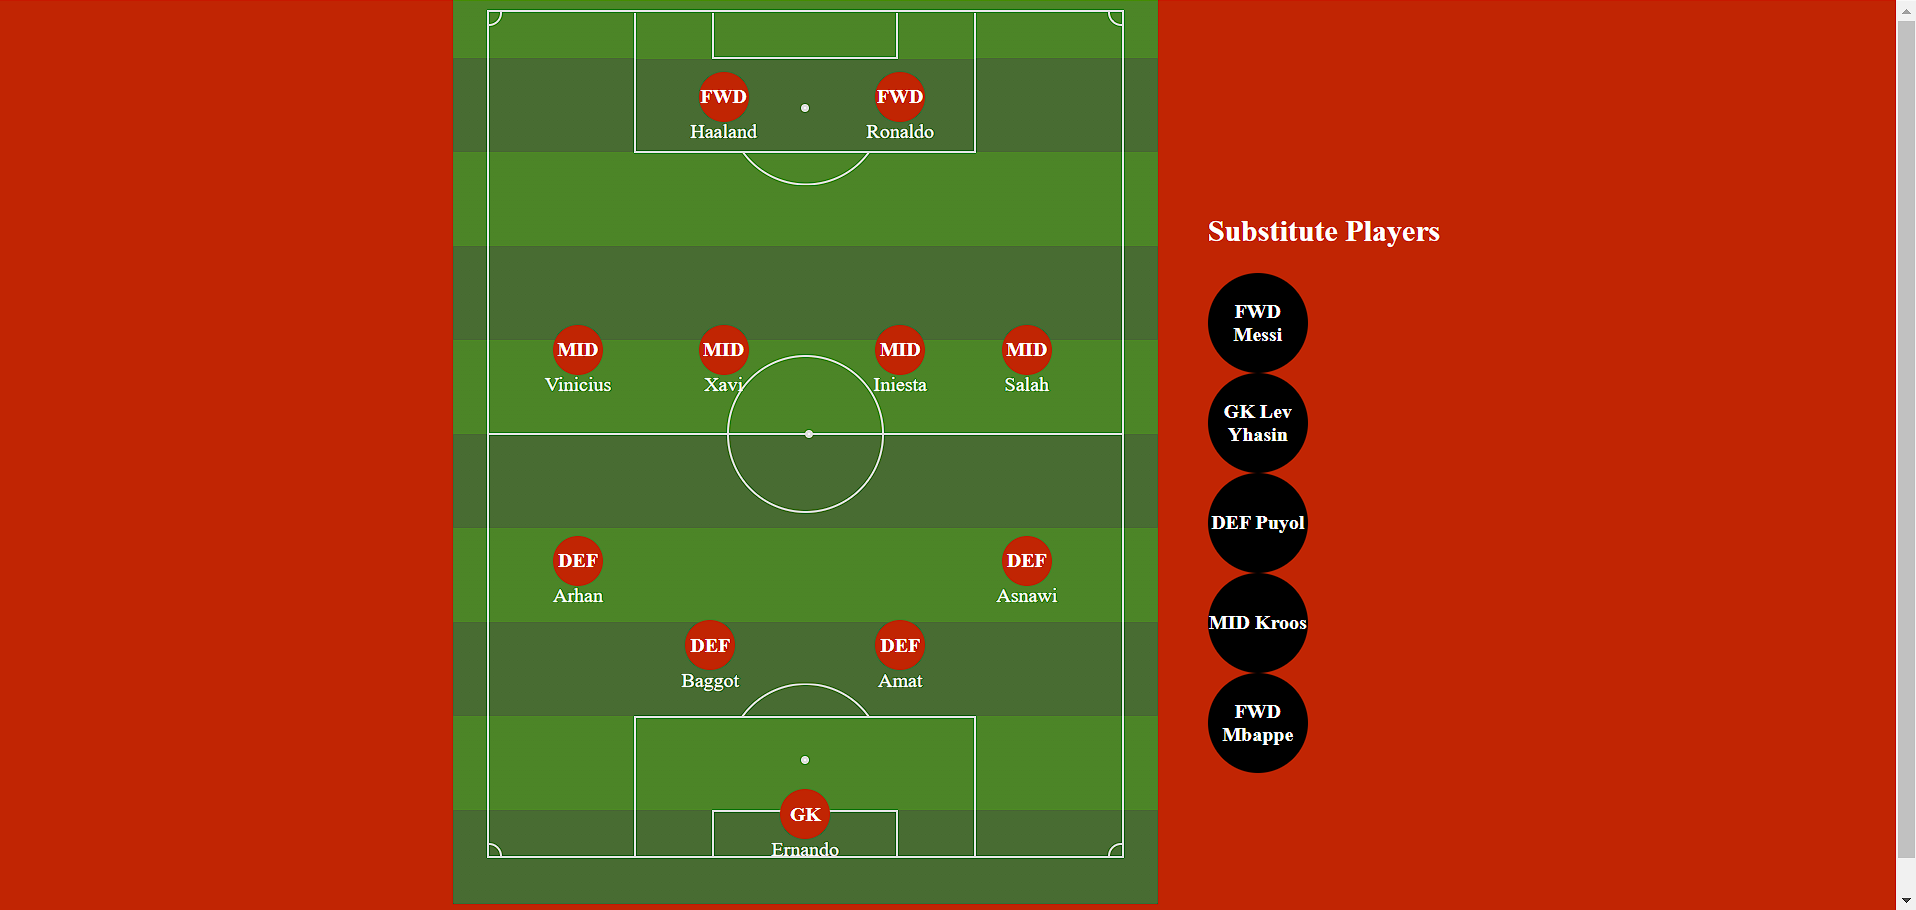 FWD FWD
Haaland Ronaldo
MID MID MID MID
Vinicius Xavi Iniesta Salah
DEF DEF
Arhan Asnawi
DEF DEF
Baggot Amat
GK
Ernando
Substitute Players
FWD
Messi
GK Lev
Yhasin
DEF Puyol
MID Kroos
FWD
Mbappe